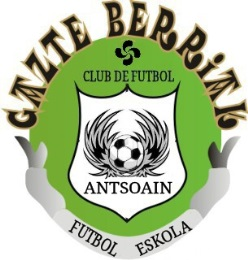 GAZTE BERRIAK
CLUB DE FUTBOL
ANTSOAIN
FUTBOL ESKOLA